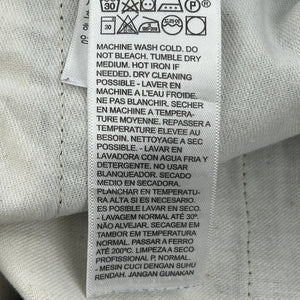 30
30
MACHINE WASH COLD. DO
NOT BLEACH. TUMBLE DRY
MEDIUM. HOT IRON IF
NEEDED. DRY CLEANING
POSSIBLE - LAVER EN
MACHINE A L'EAU FROIDE.
NE PAS BLANCHIR. SECHER
EN MACHINE A TEMPERA-
TURE MOYENNE. REPASSER A
TEMPERATURE ELEVEE AU
BESOIN. NETTOYAGE A SEC
POSSIBLE - LAVAR EN
LAVADORA CON AGUA FRIA Y
DETERGENTE. NO USAR
BLANQUEADOR. SECADO
MEDIO EN SECADORA.
PLANCHAR EN TEMPERATU-
RA ALTA SI ES NECESARIO.
ES POSIBLE LIMPIAR EN SECO
- LAVAGEM NORMAL ATÉ 30º.
NÃO ALVEJAR. SECAGEM EM
TAMBOR. PASSAR A FERRO
ATÉ 200ºC. LIMPEZA A SECO
PROFISSIONAL P, NORMAL.
- MESIN CUCI DENGAN SUHU
RENDAH. JANGAN GUNAKAN